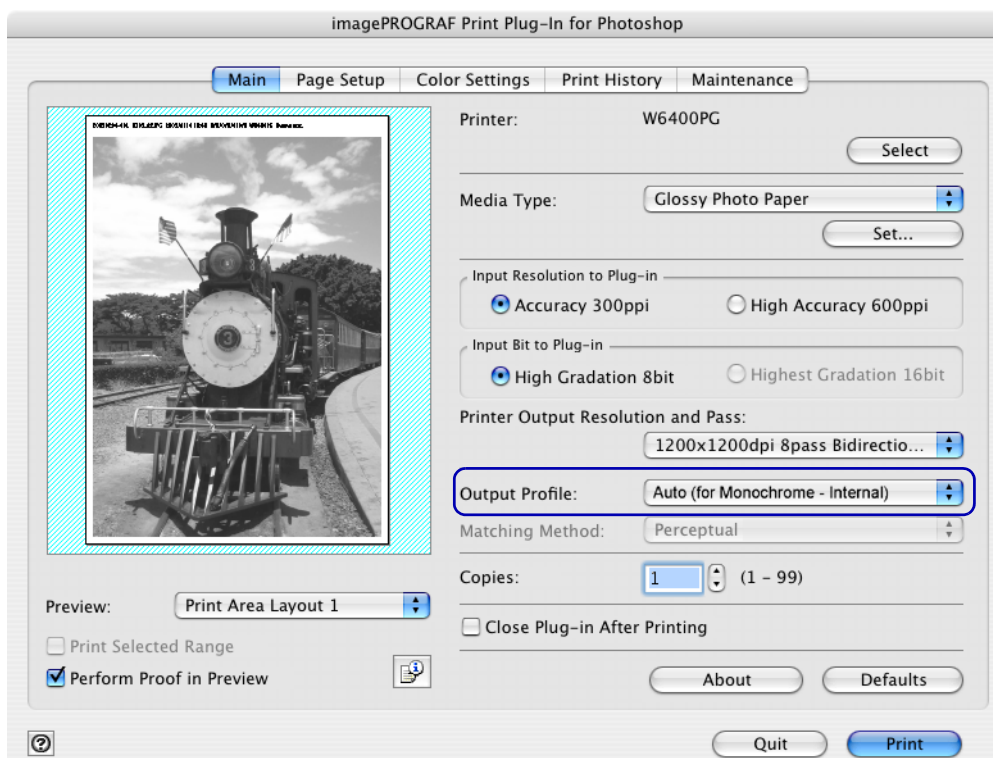 imagePROGRAF Print Plug-In for Photoshop
Main Page Setup Color Settings Print History Maintenance
Printer: W6400PG
Select
Media Type: Glossy Photo Paper
Set...
Input Resolution to Plug-in
Accuracy 300ppi High Accuracy 600ppi
Input Bit to Plug-in
High Gradation 8bit Highest Gradation 16bit
Printer Output Resolution and Pass:
1200x1200dpi 8pass Bidirectio...
Output Profile: Auto (for Monochrome - Internal)
Matching Method: Perceptual
Copies: 1 (1 - 99)
Close Plug-in After Printing
About Defaults
3
Preview: Print Area Layout 1
Print Selected Range
Perform Proof in Preview
Quit Print